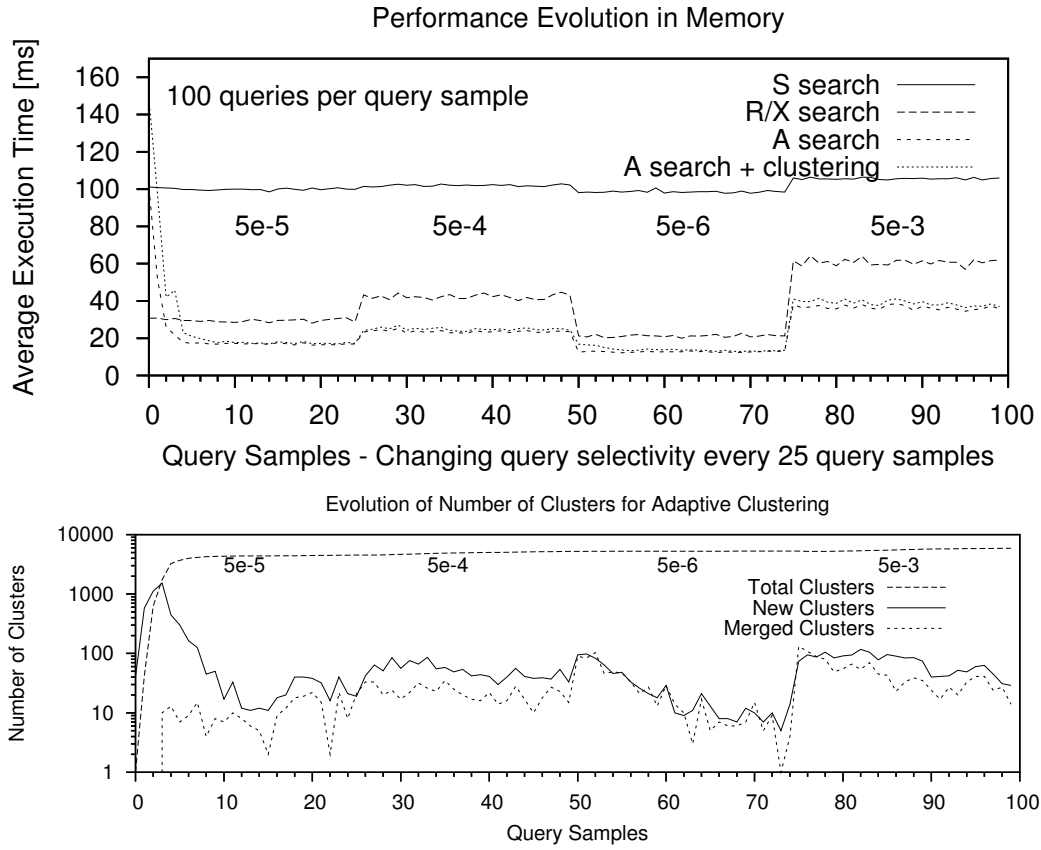 Performance Evolution in Memory
Average Execution Time [ms]
160
140
120
100
80
60
40
20
0
100 queries per query sample
S search
R/X search
A search
A search + clustering
5e-5 5e-4 5e-6 5e-3
0 10 20 30 40 50 60 70 80 90 100
Query Samples - Changing query selectivity every 25 query samples
Evolution of Number of Clusters for Adaptive Clustering
Number of Clusters
10000
1000
100
10
1
5e-5 5e-4 5e-6 5e-3
Total Clusters
New Clusters
Merged Clusters
0 10 20 30 40 50 60 70 80 90 100
Query Samples